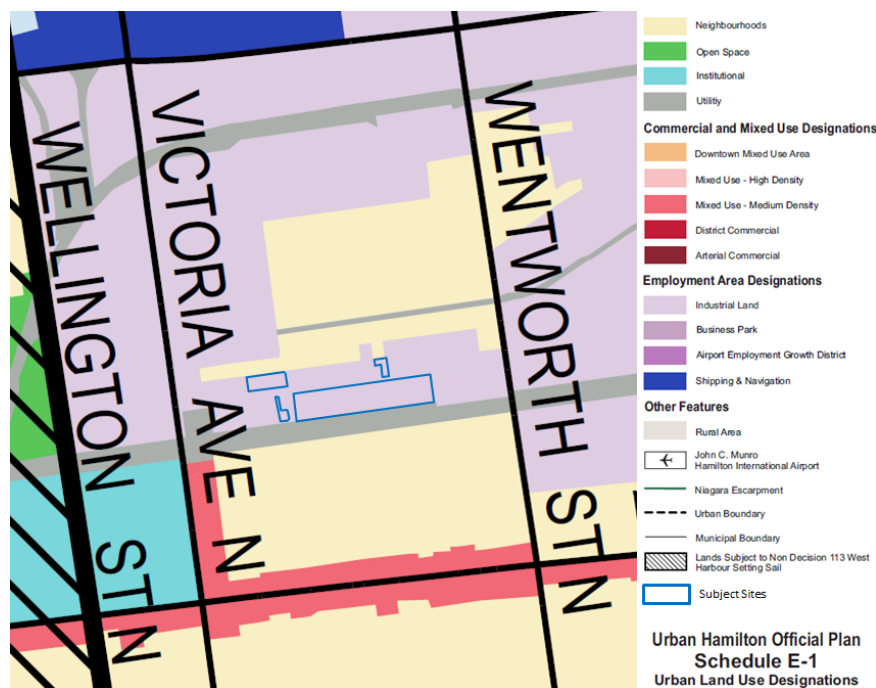 WELLINGTON ST N
VICTORIA AVE N
WENTWORTH ST N
Neighbourhoods
Open Space
Institutional
Utility
Commercial and Mixed Use Designations
Downtown Mixed Use Area
Mixed Use - High Density
Mixed Use - Medium Density
District Commercial
Arterial Commercial
Employment Area Designations
Industrial Land
Business Park
Airport Employment Growth District
Shipping & Navigation
Other Features
Rural Area
John C. Munro
Hamilton International Airport
Niagara Escarpment
Urban Boundary
Municipal Boundary
Lands Subject to Non Decision 113 West
Harbour Setting Sail
Subject Sites
Urban Hamilton Official Plan
Schedule E-1
Urban Land Use Designations